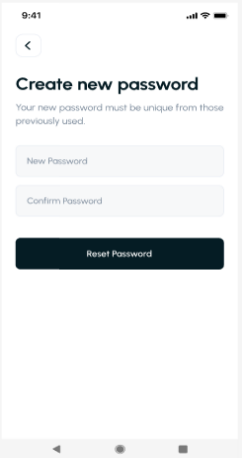 9:41
Create new password
Your new password must be unique from those
previously used.
New Password
Confirm Password
Reset Password